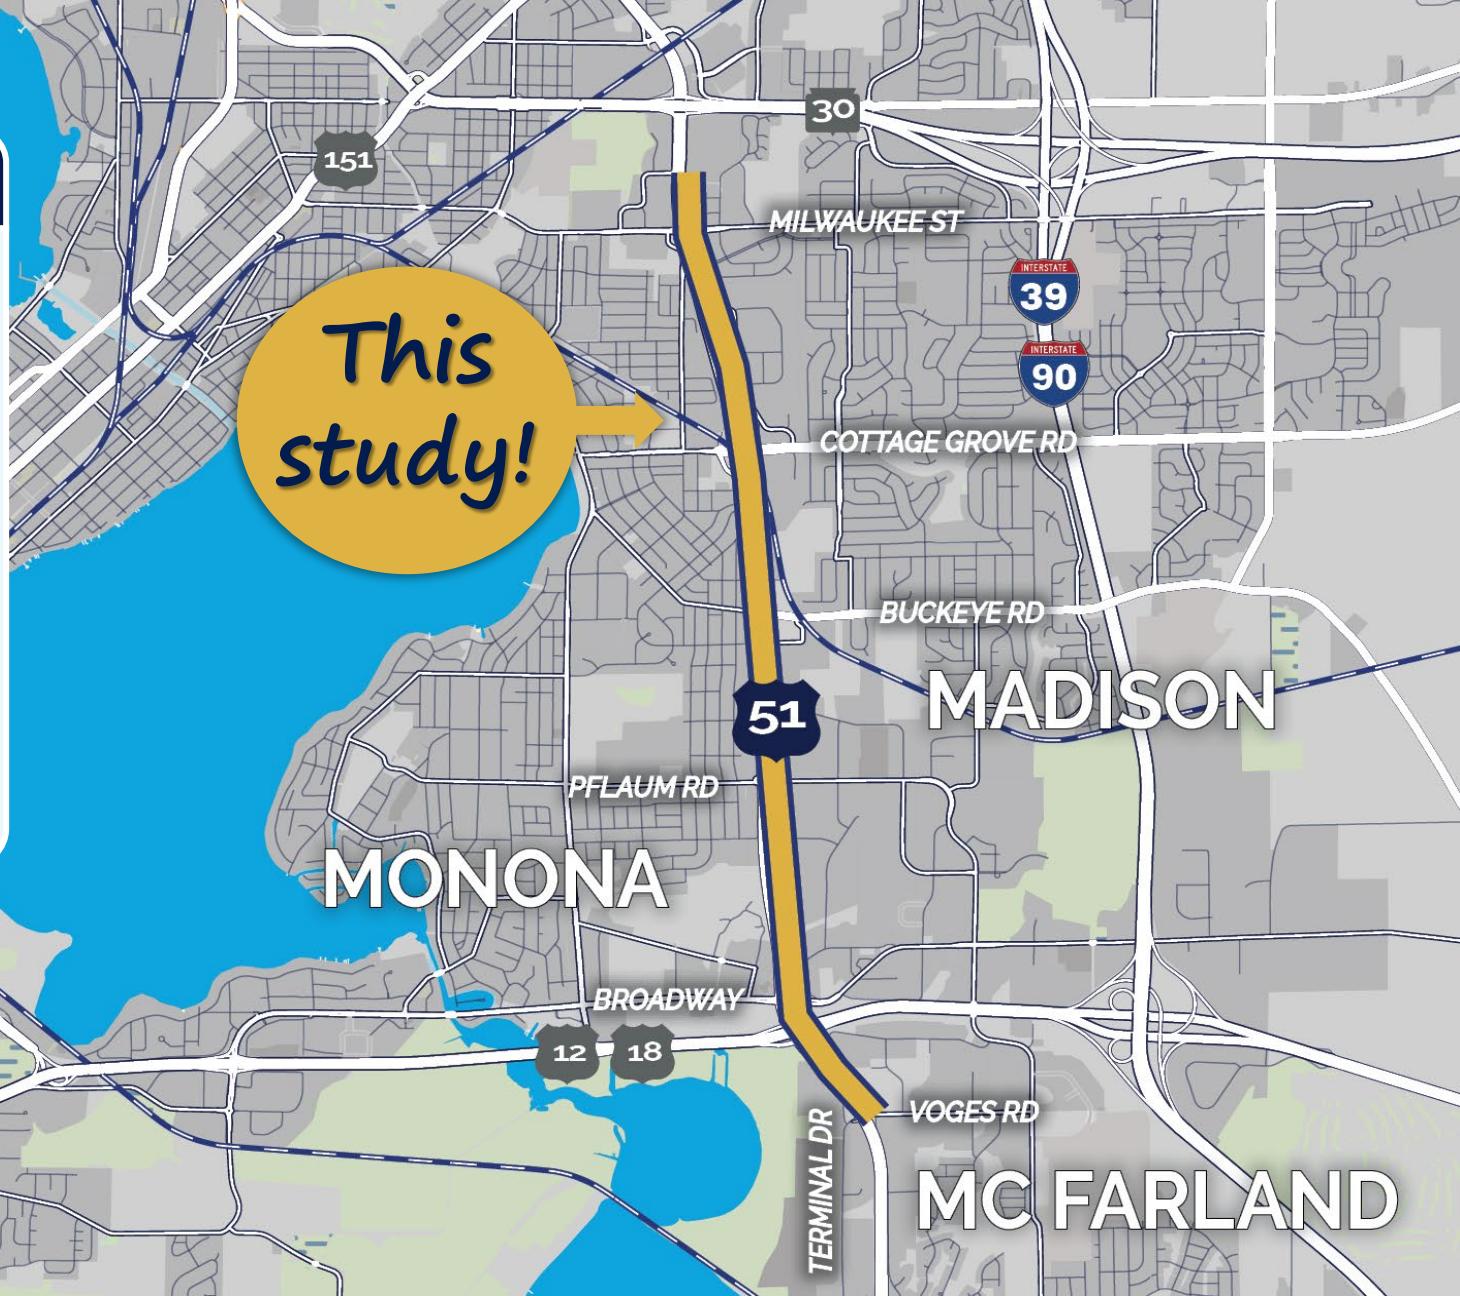 30
151
MILWAUKEE ST
INTERSTATE
39
This
study!
INTERSTATE
90
COTTAGE GROVE RD
BUCKEYE RD
MADISON
51
PFLAUM RD
MONONA
BROADWAY
12
18
VOGES RD
TERMINAL DR
MC FARLAND